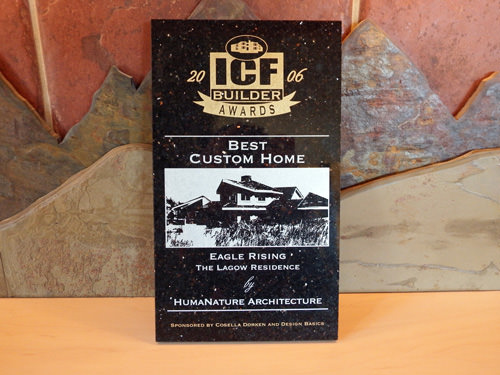 20 ICF 06
BUILDER
AWARDS
BEST
CUSTOM HOME
EAGLE RISING
THE LAGOW RESIDENCE
by
HUMANATURE ARCHITECTURE
SPONSORED BY COSELLA DORKEN AND DESIGN BASICS